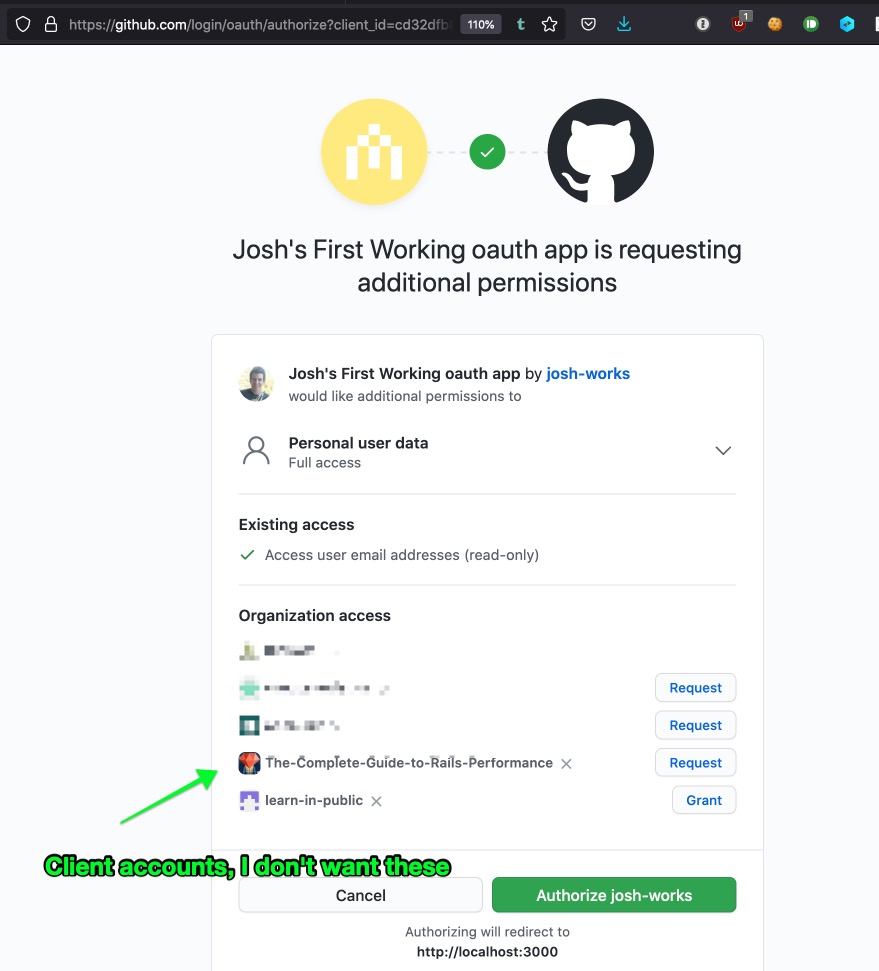 https://github.com/login/oauth/authorize?client_id=cd32dfb
110%
t
1
Josh's First Working oauth app is requesting
additional permissions
Josh's First Working oauth app by josh-works
would like additional permissions to
Personal user data
Full access
Existing access
Access user email addresses (read-only)
Organization access
Request
Request
The-Complete-Guide-to-Rails-Performance Request
learn-in-public Grant
Client accounts, I don't want these
Cancel Authorize josh-works
Authorizing will redirect to
http://localhost:3000